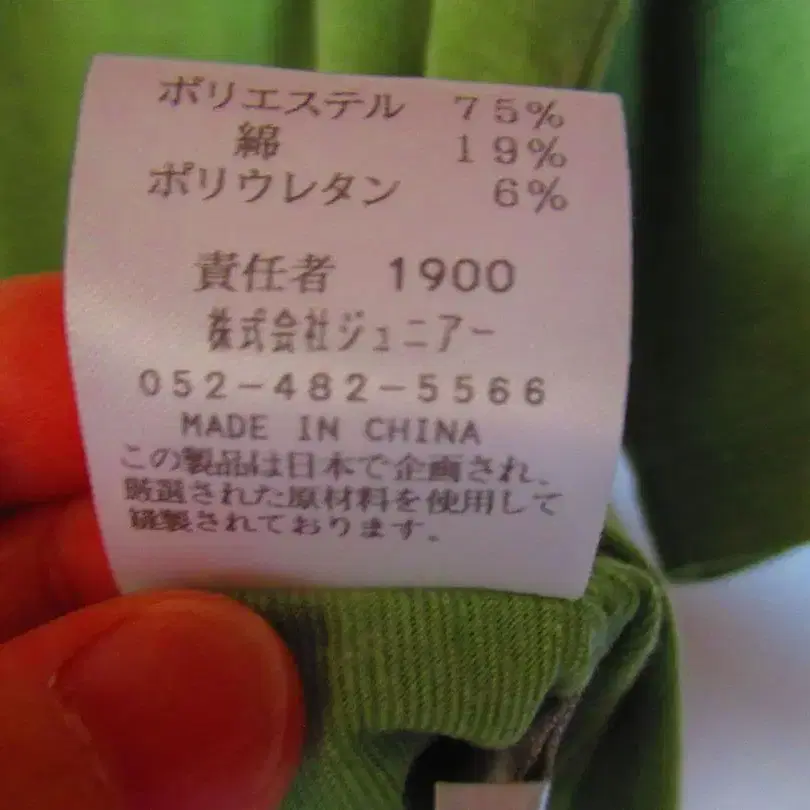 ポリエステル 75%
綿 19%
ポリウレタン 6%
責任者 1900
株式会社ジュニアー
052-482-5566
MADE IN CHINA
この製品は日本で企画され、
厳選された原材料を使用して
縫製されております。